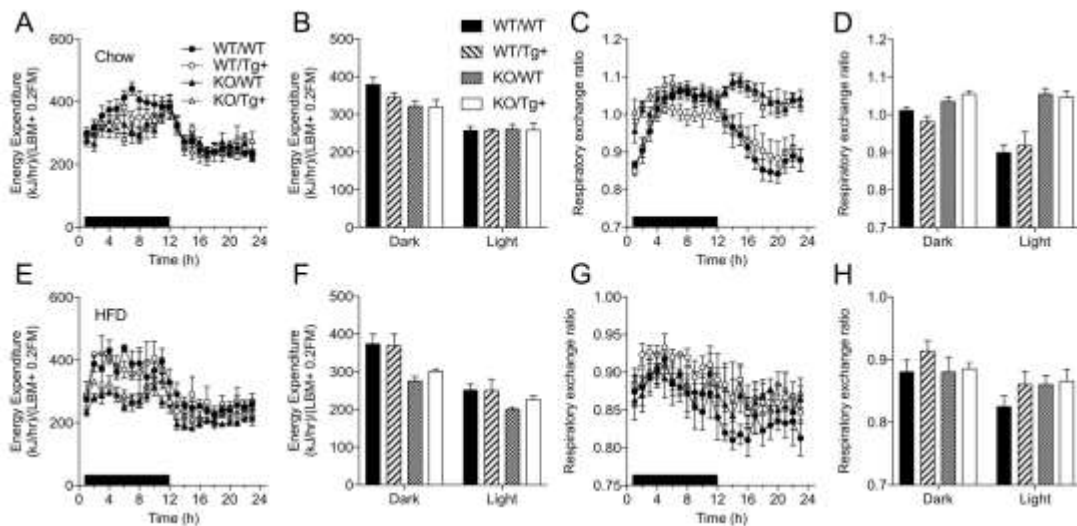 A
Energy Expenditure
(kJ/hr)/(LBM+ 0.2FM)
600
400
200
0
Chow
WT/WT
WT/Tg+
KO/WT
KO/Tg+
0 4 8 12 16 20 24
Time (h)
B
Energy Expenditure
(kJ/hr)/(LBM+ 0.2FM)
500
400
300
200
100
0
WT/WT
WT/Tg+
KO/WT
KO/Tg+
Dark Light
C
Respiratory exchange ratio
1.2
1.1
1.0
0.9
0.8
0.7
0 4 8 12 16 20 24
Time (h)
D
Respiratory exchange ratio
1.2
1.1
1.0
0.9
0.8
0.7
Dark Light
E
Energy Expenditure
(kJ/hr)/(LBM+ 0.2FM)
600
400
200
0
HFD
0 4 8 12 16 20 24
Time (h)
F
Energy Expenditure
(kJ/hr)/(LBM+ 0.2FM)
500
400
300
200
100
0
Dark Light
G
Respiratory exchange ratio
1.00
0.95
0.90
0.85
0.80
0.75
0 4 8 12 16 20 24
Time (h)
H
Respiratory exchange ratio
1.0
0.9
0.8
0.7
Dark Light